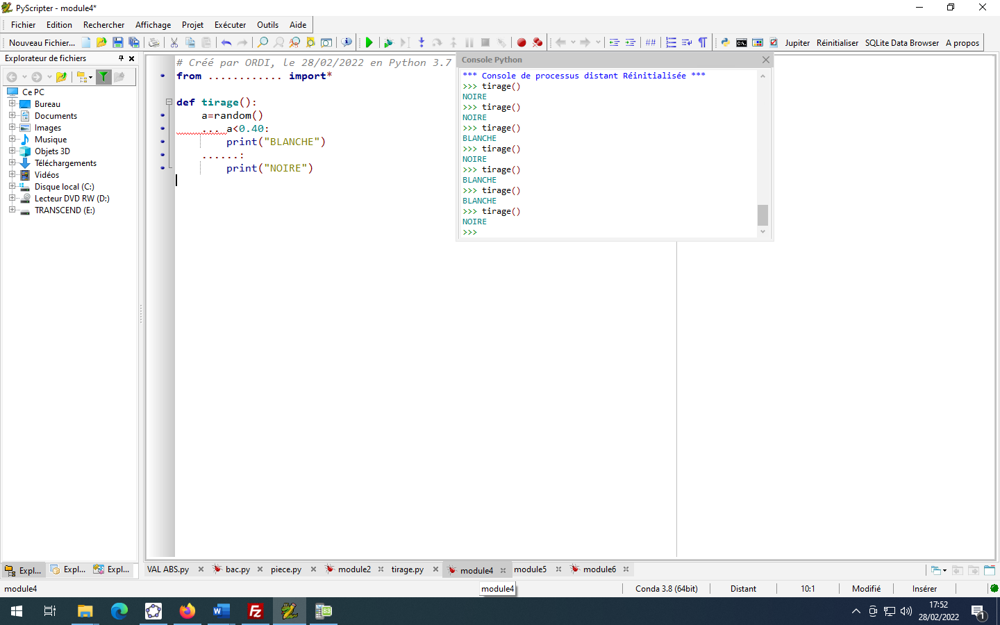 PyScripter - module4*
Fichier Edition Rechercher Affichage Projet Exécuter Outils Aide
Nouveau Fichier... ## Jupiter Réinitialiser SQLite Data Browser A propos
Explorateur de fichiers
Ce PC
Bureau
Documents
Images
Musique
Objets 3D
Téléchargements
Vidéos
Disque local (C:)
Lecteur DVD RW (D:)
TRANSCEND (E:)
# Créé par ORDI, le 28/02/2022 en Python 3.7
from ............ import*
def tirage():
a=random()
... a<0.40:
print("BLANCHE")
......:
print("NOIRE")
Console Python
*** Console de processus distant Réinitialisée ***
>>> tirage()
NOIRE
>>> tirage()
NOIRE
>>> tirage()
BLANCHE
>>> tirage()
NOIRE
>>> tirage()
BLANCHE
>>> tirage()
BLANCHE
>>> tirage()
NOIRE
>>>
Expl... Expl... Expl...
VAL ABS.py bac.py piece.py module2 tirage.py module4 module5 module6
module4 module4 Conda 3.8 (64bit) Distant 10:1 Modifié Insérer
17:52
28/02/2022
1